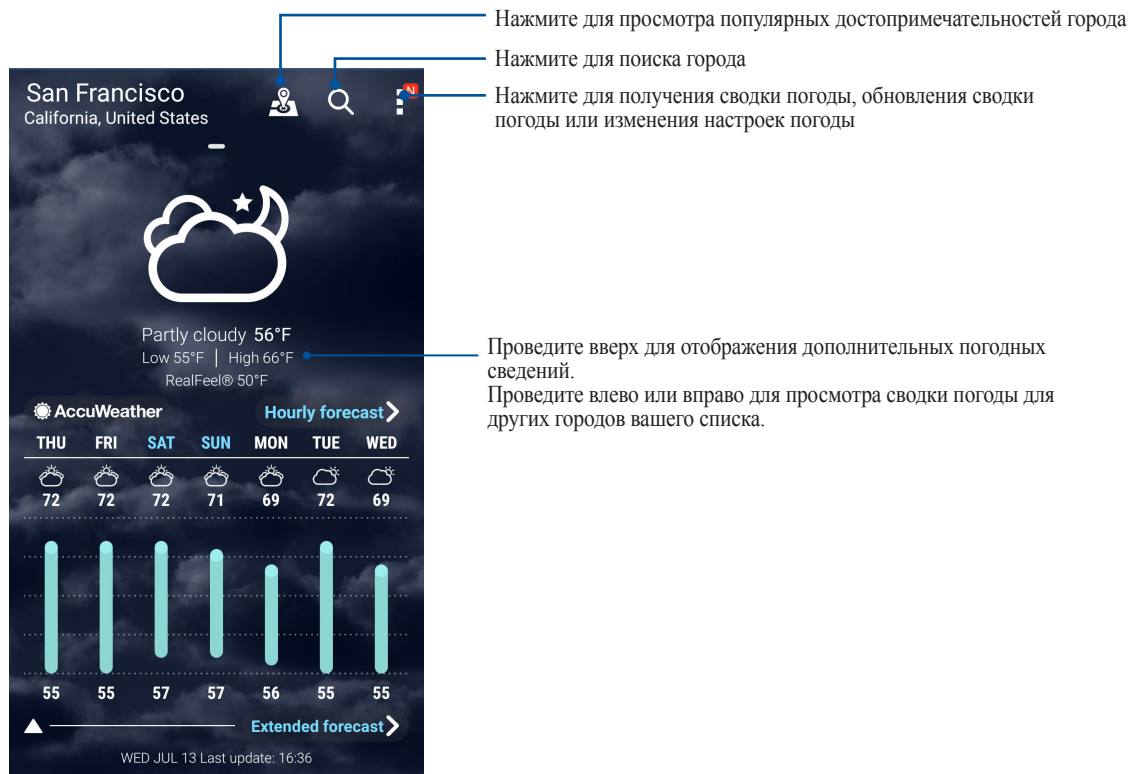 Нажмите для просмотра популярных достопримечательностей города
Нажмите для поиска города
Нажмите для получения сводки погоды, обновления сводки
погоды или изменения настроек погоды
San Francisco
California, United States
N
Partly cloudy 56°F
Low 55°F | High 66°F
RealFeel® 50°F
Проведите вверх для отображения дополнительных погодных
сведений.
Проведите влево или вправо для просмотра сводки погоды для
других городов вашего списка.
AccuWeather Hourly forecast
THU FRI SAT SUN MON TUE WED
72 72 72 71 69 72 69
55 55 57 57 56 55 55
Extended forecast
WED JUL 13 Last update: 16:36